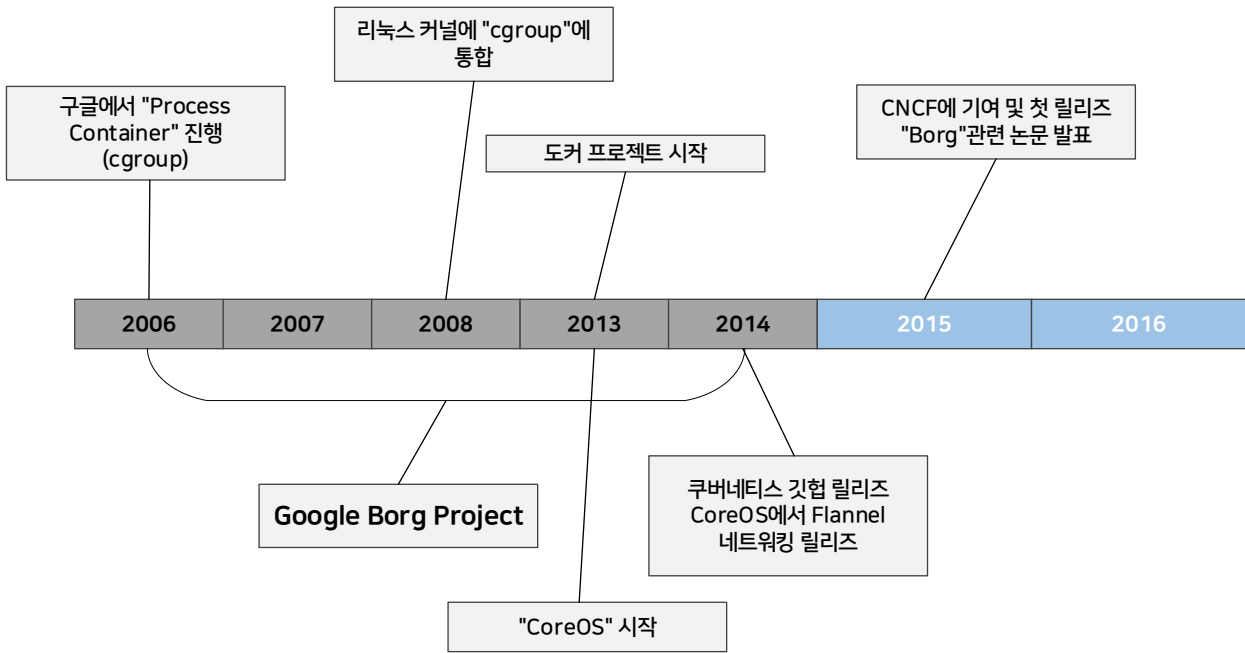 리눅스 커널에 "cgroup"에
통합
구글에서 "Process
Container" 진행
(cgroup)
CNCF에 기여 및 첫 릴리즈
"Borg"관련 논문 발표
도커 프로젝트 시작
2006
2007
2008
2013
2014
2015
2016
Google Borg Project
쿠버네티스 깃헙 릴리즈
CoreOS에서 Flannel
네트워킹 릴리즈
"CoreOS" 시작